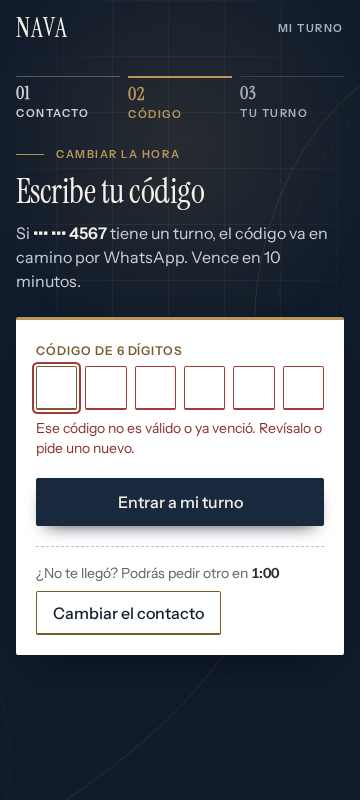 NAVA
MI TURNO
01
CONTACTO
02
CÓDIGO
03
TU TURNO
CAMBIAR LA HORA
Escribe tu código
Si ••• ••• 4567 tiene un turno, el código va en
camino por WhatsApp. Vence en 10
minutos.
CÓDIGO DE 6 DÍGITOS
Ese código no es válido o ya venció. Revísalo o
pide uno nuevo.
Entrar a mi turno
¿No te llegó? Podrás pedir otro en 1:00
Cambiar el contacto